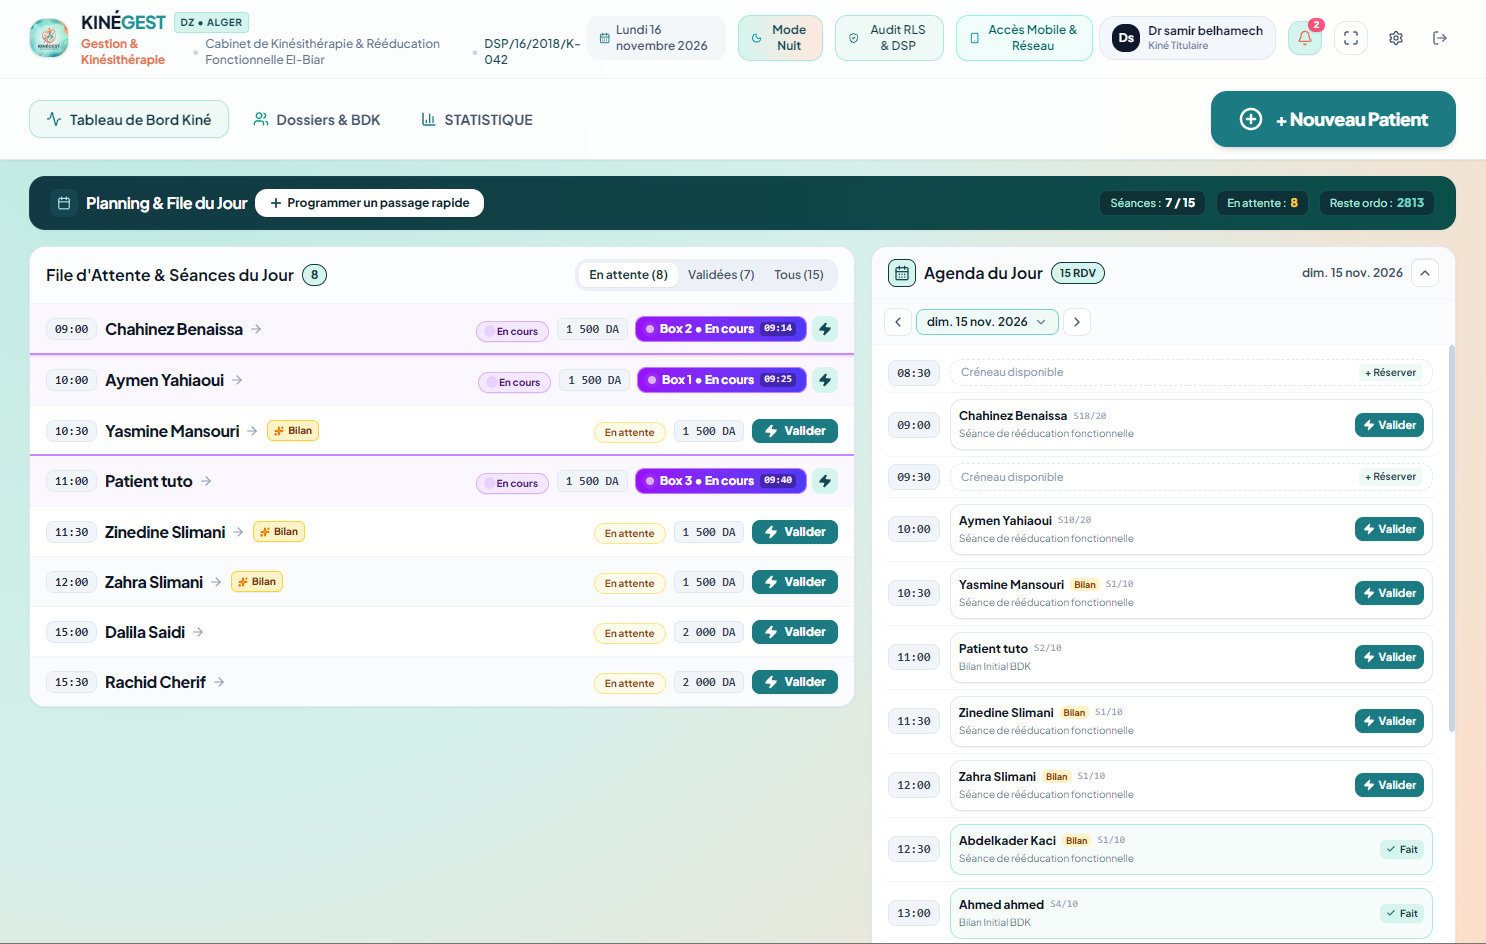 KINÉGEST
DZ • ALGER
Gestion & Kinésithérapie
Cabinet de Kinésithérapie & Rééducation Fonctionnelle El-Biar
DSP/16/2018/K-042
Lundi 16 novembre 2026
Mode Nuit
Audit RLS & DSP
Accès Mobile & Réseau
Ds
Dr samir belhamech
Kiné Titulaire
2
Tableau de Bord Kiné
Dossiers & BDK
STATISTIQUE
+ Nouveau Patient
Planning & File du Jour
+ Programmer un passage rapide
Séances : 7 / 15
En attente : 8
Reste ordo : 2813
File d'Attente & Séances du Jour 8
En attente (8)
Validées (7)
Tous (15)
09:00 Chahinez Benaissa → En cours 1 500 DA Box 2 • En cours 09:14
10:00 Aymen Yahiaoui → En cours 1 500 DA Box 1 • En cours 09:25
10:30 Yasmine Mansouri → Bilan En attente 1 500 DA Valider
11:00 Patient tuto → En cours 1 500 DA Box 3 • En cours 09:40
11:30 Zinedine Slimani → Bilan En attente 1 500 DA Valider
12:00 Zahra Slimani → Bilan En attente 1 500 DA Valider
15:00 Dalila Saidi → En attente 2 000 DA Valider
15:30 Rachid Cherif → En attente 2 000 DA Valider
Agenda du Jour 15 RDV
dim. 15 nov. 2026
dim. 15 nov. 2026
08:30 Créneau disponible + Réserver
09:00 Chahinez Benaissa S18/20
Séance de rééducation fonctionnelle
Valider
09:30 Créneau disponible + Réserver
10:00 Aymen Yahiaoui S10/20
Séance de rééducation fonctionnelle
Valider
10:30 Yasmine Mansouri Bilan S1/10
Séance de rééducation fonctionnelle
Valider
11:00 Patient tuto S2/10
Bilan Initial BDK
Valider
11:30 Zinedine Slimani Bilan S1/10
Séance de rééducation fonctionnelle
Valider
12:00 Zahra Slimani Bilan S1/10
Séance de rééducation fonctionnelle
Valider
12:30 Abdelkader Kaci Bilan S1/10
Séance de rééducation fonctionnelle
Fait
13:00 Ahmed ahmed S4/10
Bilan Initial BDK
Fait